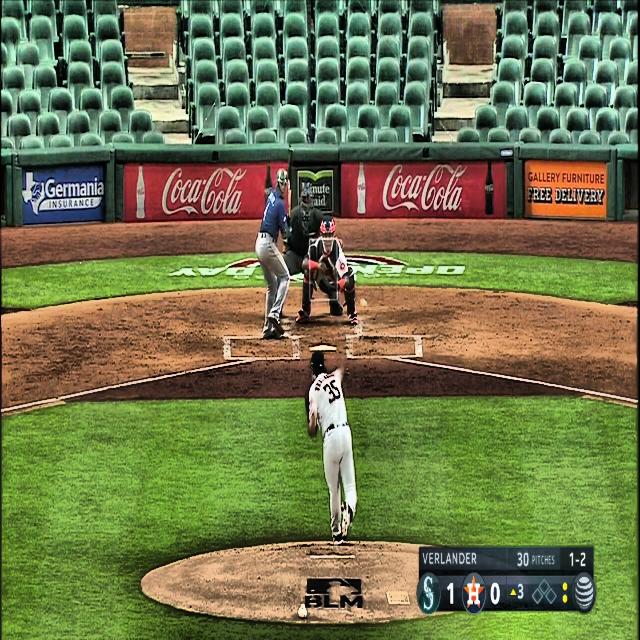 Germania
INSURANCE
Coca-Cola
Minute
Maid
Coca-Cola
GALLERY FURNITURE
FREE DELIVERY
OPEN DAY
35
BLM
VERLANDER 30 PITCHES 1-2
S 1 H 0 ▲3